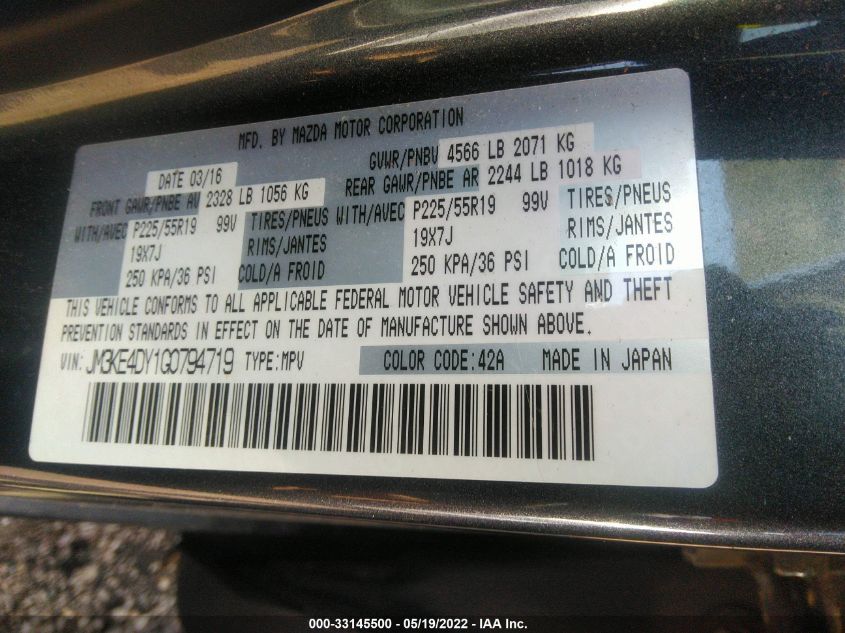 MFD. BY MAZDA MOTOR CORPORATION
DATE 03/16 GVWR/PNBV 4566 LB 2071 KG
FRONT GAWR/PNBE AV 2328 LB 1056 KG REAR GAWR/PNBE AR 2244 LB 1018 KG
WITH/AVEC P225/55R19 99V TIRES/PNEUS WITH/AVEC P225/55R19 99V TIRES/PNEUS
19X7J RIMS/JANTES 19X7J RIMS/JANTES
250 KPA/36 PSI COLD/A FROID 250 KPA/36 PSI COLD/A FROID
THIS VEHICLE CONFORMS TO ALL APPLICABLE FEDERAL MOTOR VEHICLE SAFETY AND THEFT
PREVENTION STANDARDS IN EFFECT ON THE DATE OF MANUFACTURE SHOWN ABOVE.
VIN: JM3KE4DY1G0794719 TYPE:MPV COLOR CODE:42A MADE IN JAPAN
000-33145500 - 05/19/2022 - IAA Inc.